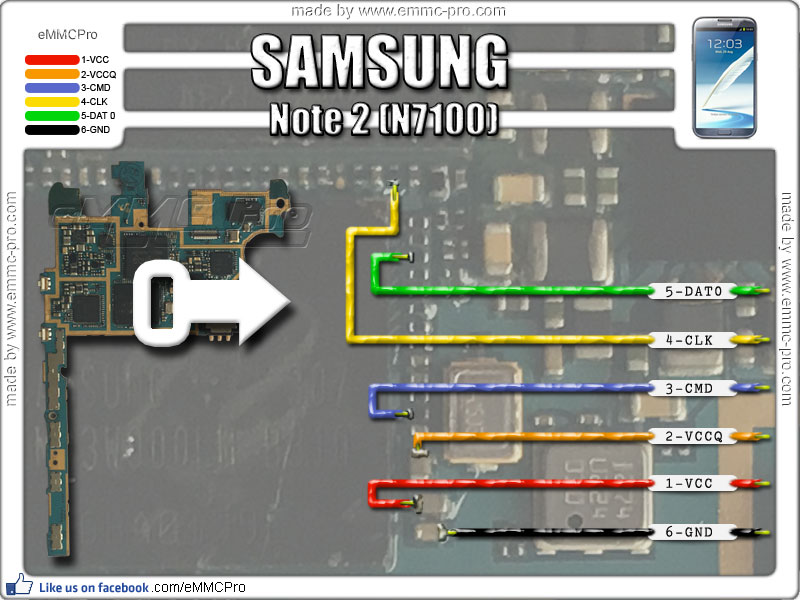 made by www.emmc-pro.com
eMMCPro
1-VCC
2-VCCQ
3-CMD
4-CLK
5-DAT 0
6-GND
SAMSUNG
Note 2 (N7100)
12:03
eMMC Pro
made by www.emmc-pro.com
made by www.emmc-pro.com
5-DAT0
4-CLK
3-CMD
2-VCCQ
1-VCC
6-GND
Like us on facebook.com/eMMCPro